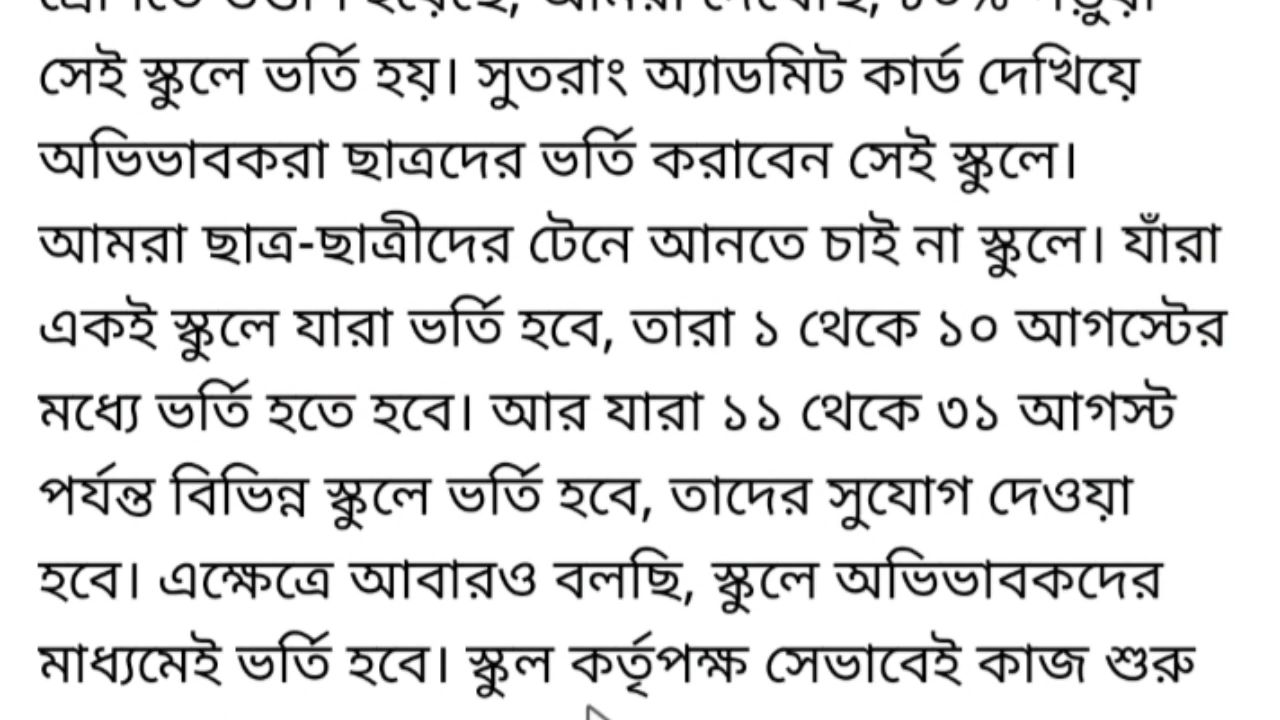 সেই স্কুলে ভর্তি হয়। সুতরাং অ্যাডমিট কার্ড দেখিয়ে
অভিভাবকরা ছাত্রদের ভর্তি করাবেন সেই স্কুলে।
আমরা ছাত্র-ছাত্রীদের টেনে আনতে চাই না স্কুলে। যাঁরা
একই স্কুলে যারা ভর্তি হবে, তারা ১ থেকে ১০ আগস্টের
মধ্যে ভর্তি হতে হবে। আর যারা ১১ থেকে ৩১ আগস্ট
পর্যন্ত বিভিন্ন স্কুলে ভর্তি হবে, তাদের সুযোগ দেওয়া
হবে। এক্ষেত্রে আবারও বলছি, স্কুলে অভিভাবকদের
মাধ্যমেই ভর্তি হবে। স্কুল কর্তৃপক্ষ সেভাবেই কাজ শুরু